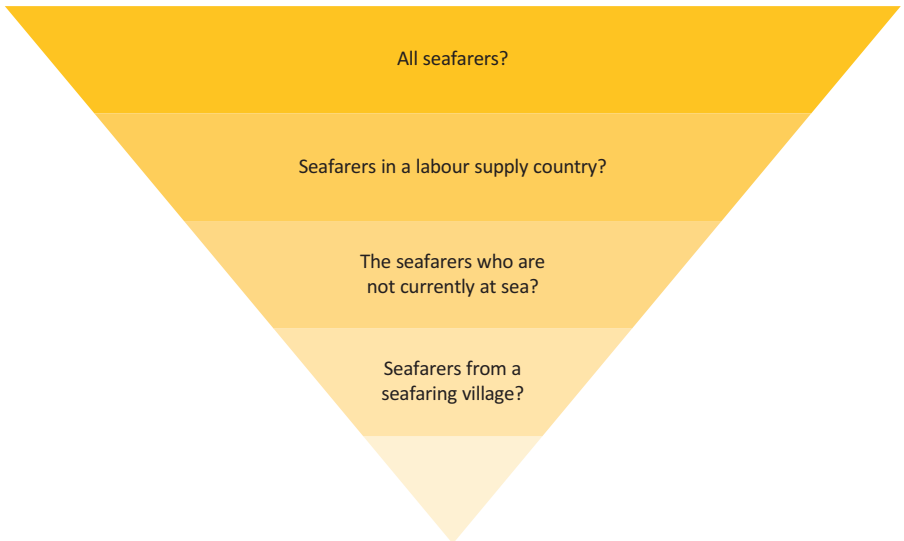 All seafarers?
Seafarers in a labour supply country?
The seafarers who are
not currently at sea?
Seafarers from a
seafaring village?